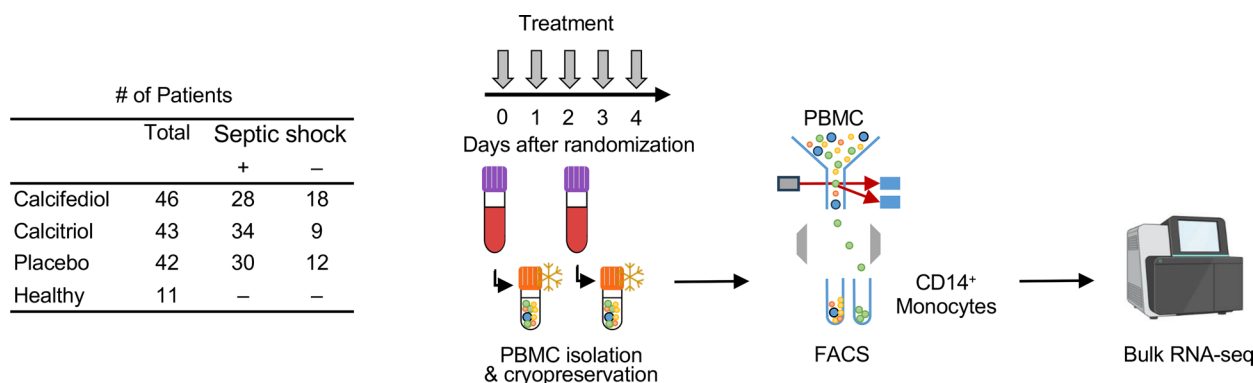 # of Patients
Total Septic shock
+ –
Calcifediol 46 28 18
Calcitriol 43 34 9
Placebo 42 30 12
Healthy 11 – –
Treatment
0 1 2 3 4
Days after randomization
PBMC isolation
& cryopreservation
PBMC
FACS
CD14⁺
Monocytes
Bulk RNA-seq